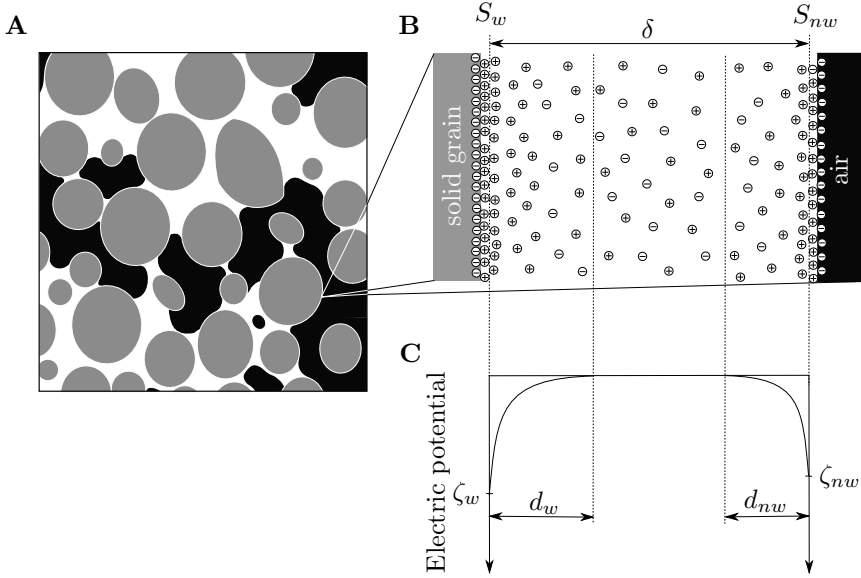 A
B
S_w
S_nw
δ
solid grain
air
C
Electric potential
ζ_w
ζ_nw
d_w
d_nw